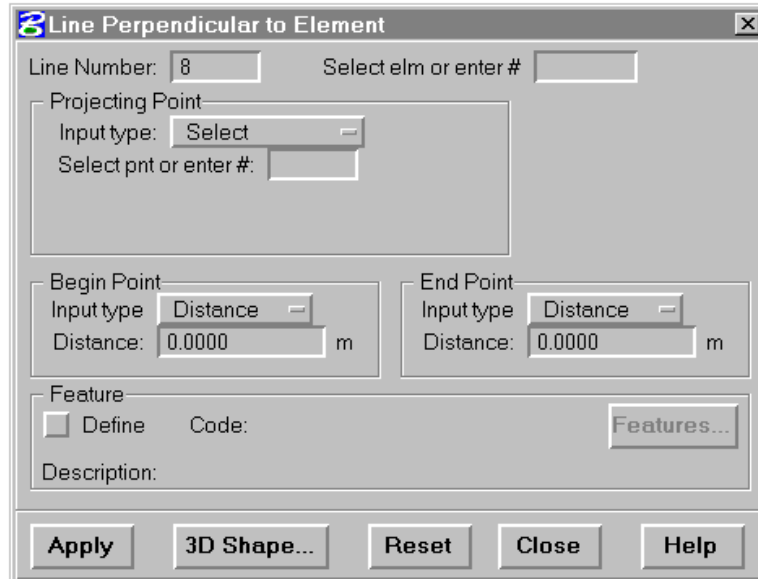 Line Perpendicular to Element
Line Number: 8 Select elm or enter #
Projecting Point
Input type: Select
Select pnt or enter #:
Begin Point
Input type Distance
Distance: 0.0000 m
End Point
Input type Distance
Distance: 0.0000 m
Feature
Define Code: Features...
Description:
Apply 3D Shape... Reset Close Help